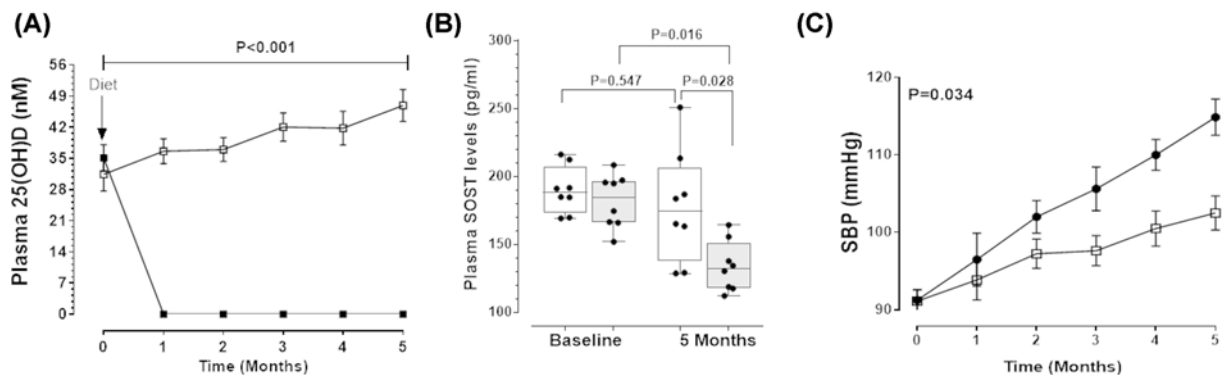 (A)
P<0.001
Plasma 25(OH)D (nM)
56
49
42
35
28
21
14
7
0
Diet
0 1 2 3 4 5
Time (Months)
(B)
Plasma SOST levels (pg/ml)
300
250
200
150
100
P=0.016
P=0.547
P=0.028
Baseline
5 Months
(C)
SBP (mmHg)
120
110
100
90
P=0.034
0 1 2 3 4 5
Time (Months)